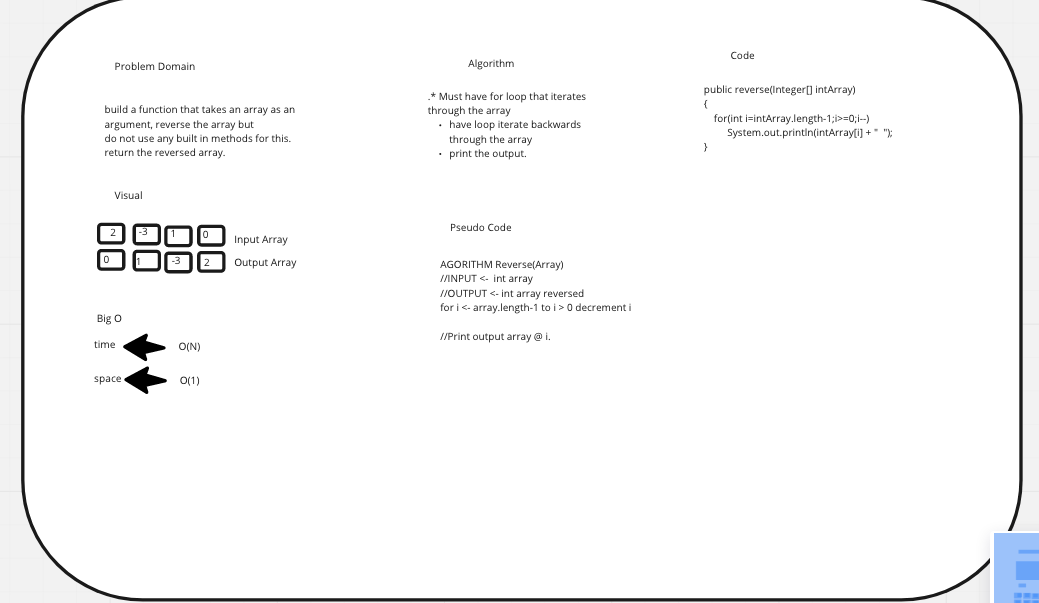 Problem Domain
build a function that takes an array as an
argument, reverse the array but
do not use any built in methods for this.
return the reversed array.
Visual
2 -3 1 0 Input Array
0 1 -3 2 Output Array
Big O
time O(N)
space O(1)
Algorithm
.* Must have for loop that iterates
through the array
• have loop iterate backwards
through the array
• print the output.
Pseudo Code
AGORITHM Reverse(Array)
//INPUT <- int array
//OUTPUT <- int array reversed
for i <- array.length-1 to i > 0 decrement i
//Print output array @ i.
Code
public reverse(Integer[] intArray)
{
for(int i=intArray.length-1;i>=0;i--)
System.out.println(intArray[i] + "  ");
}